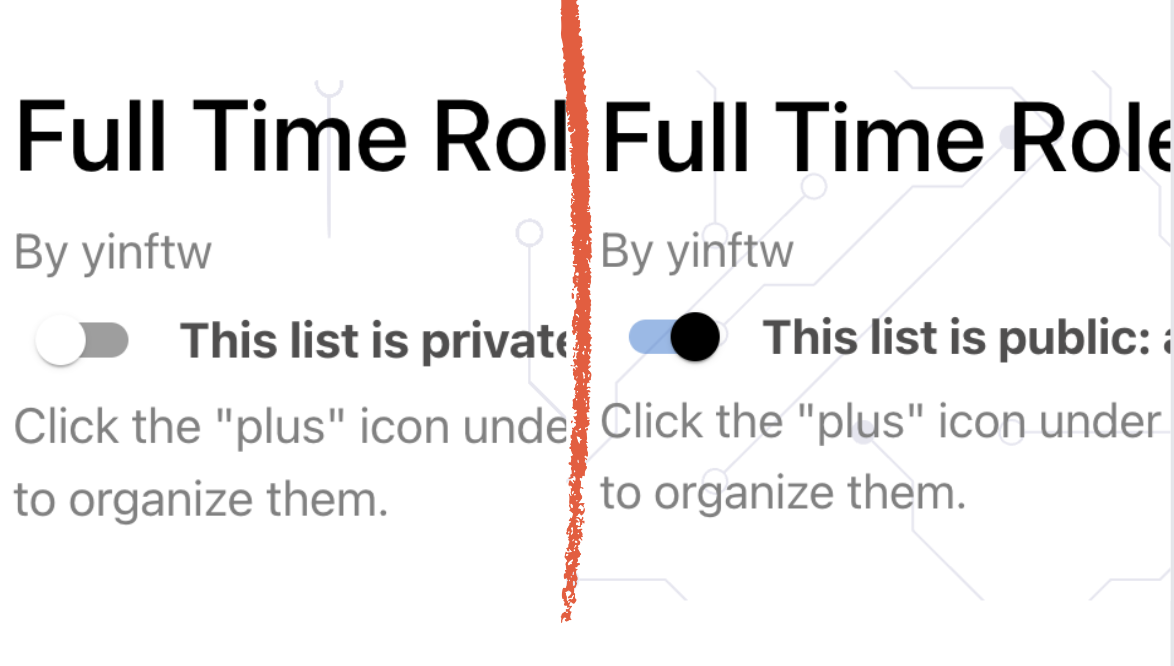 Full Time Rol
By yinftw
This list is private
Click the "plus" icon unde
to organize them.
Full Time Role
By yinftw
This list is public: a
Click the "plus" icon under
to organize them.